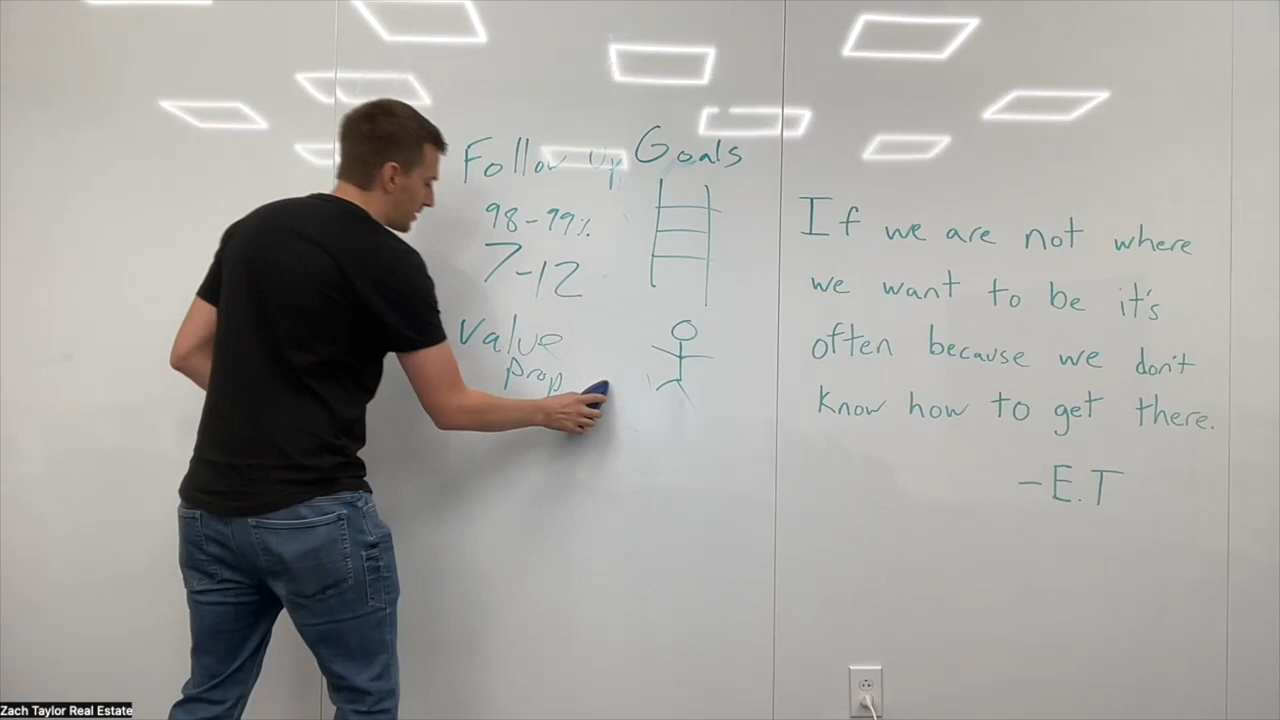 Follow up Goals
98-99%
7-12
Value
Prop
If we are not where
we want to be it's
often because we don't
know how to get there.
-E.T
Zach Taylor Real Estate